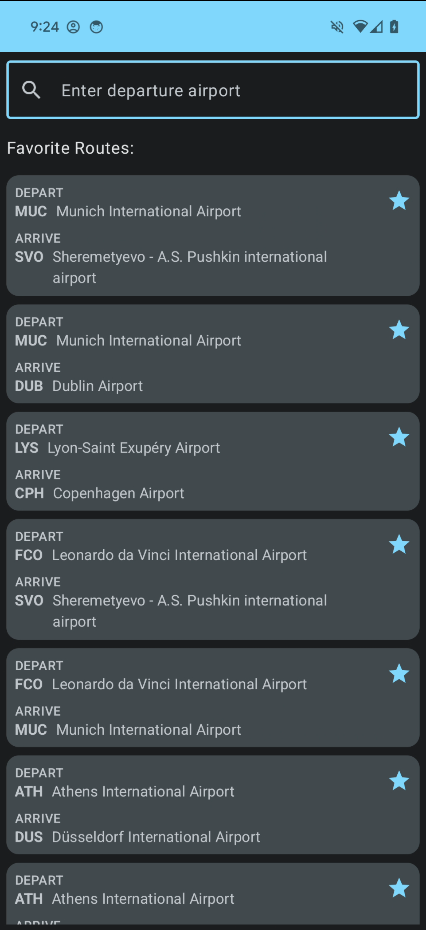 9:24
Enter departure airport
Favorite Routes:
DEPART
MUC Munich International Airport
ARRIVE
SVO Sheremetyevo - A.S. Pushkin international
airport
DEPART
MUC Munich International Airport
ARRIVE
DUB Dublin Airport
DEPART
LYS Lyon-Saint Exupéry Airport
ARRIVE
CPH Copenhagen Airport
DEPART
FCO Leonardo da Vinci International Airport
ARRIVE
SVO Sheremetyevo - A.S. Pushkin international
airport
DEPART
FCO Leonardo da Vinci International Airport
ARRIVE
MUC Munich International Airport
DEPART
ATH Athens International Airport
ARRIVE
DUS Düsseldorf International Airport
DEPART
ATH Athens International Airport
ARRIVE